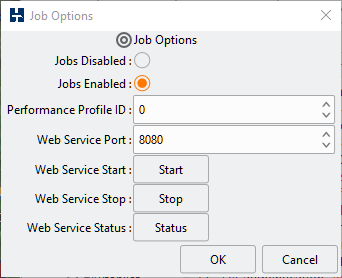 Job Options
Job Options
Jobs Disabled :
Jobs Enabled :
Performance Profile ID : 0
Web Service Port : 8080
Web Service Start : Start
Web Service Stop : Stop
Web Service Status : Status
OK Cancel